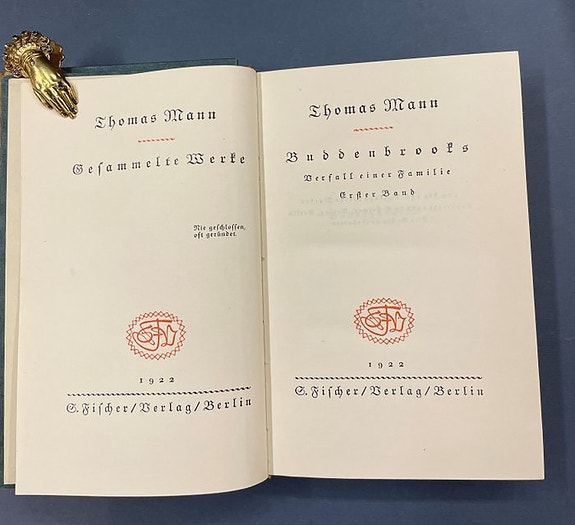 Thomas Mann
Gesammelte Werke
Nie geschlossen,
oft geründet.
1922
S. Fischer/Verlag/Berlin
Thomas Mann
Buddenbrooks
Verfall einer Familie
Erster Band
1922
S. Fischer/Verlag/Berlin